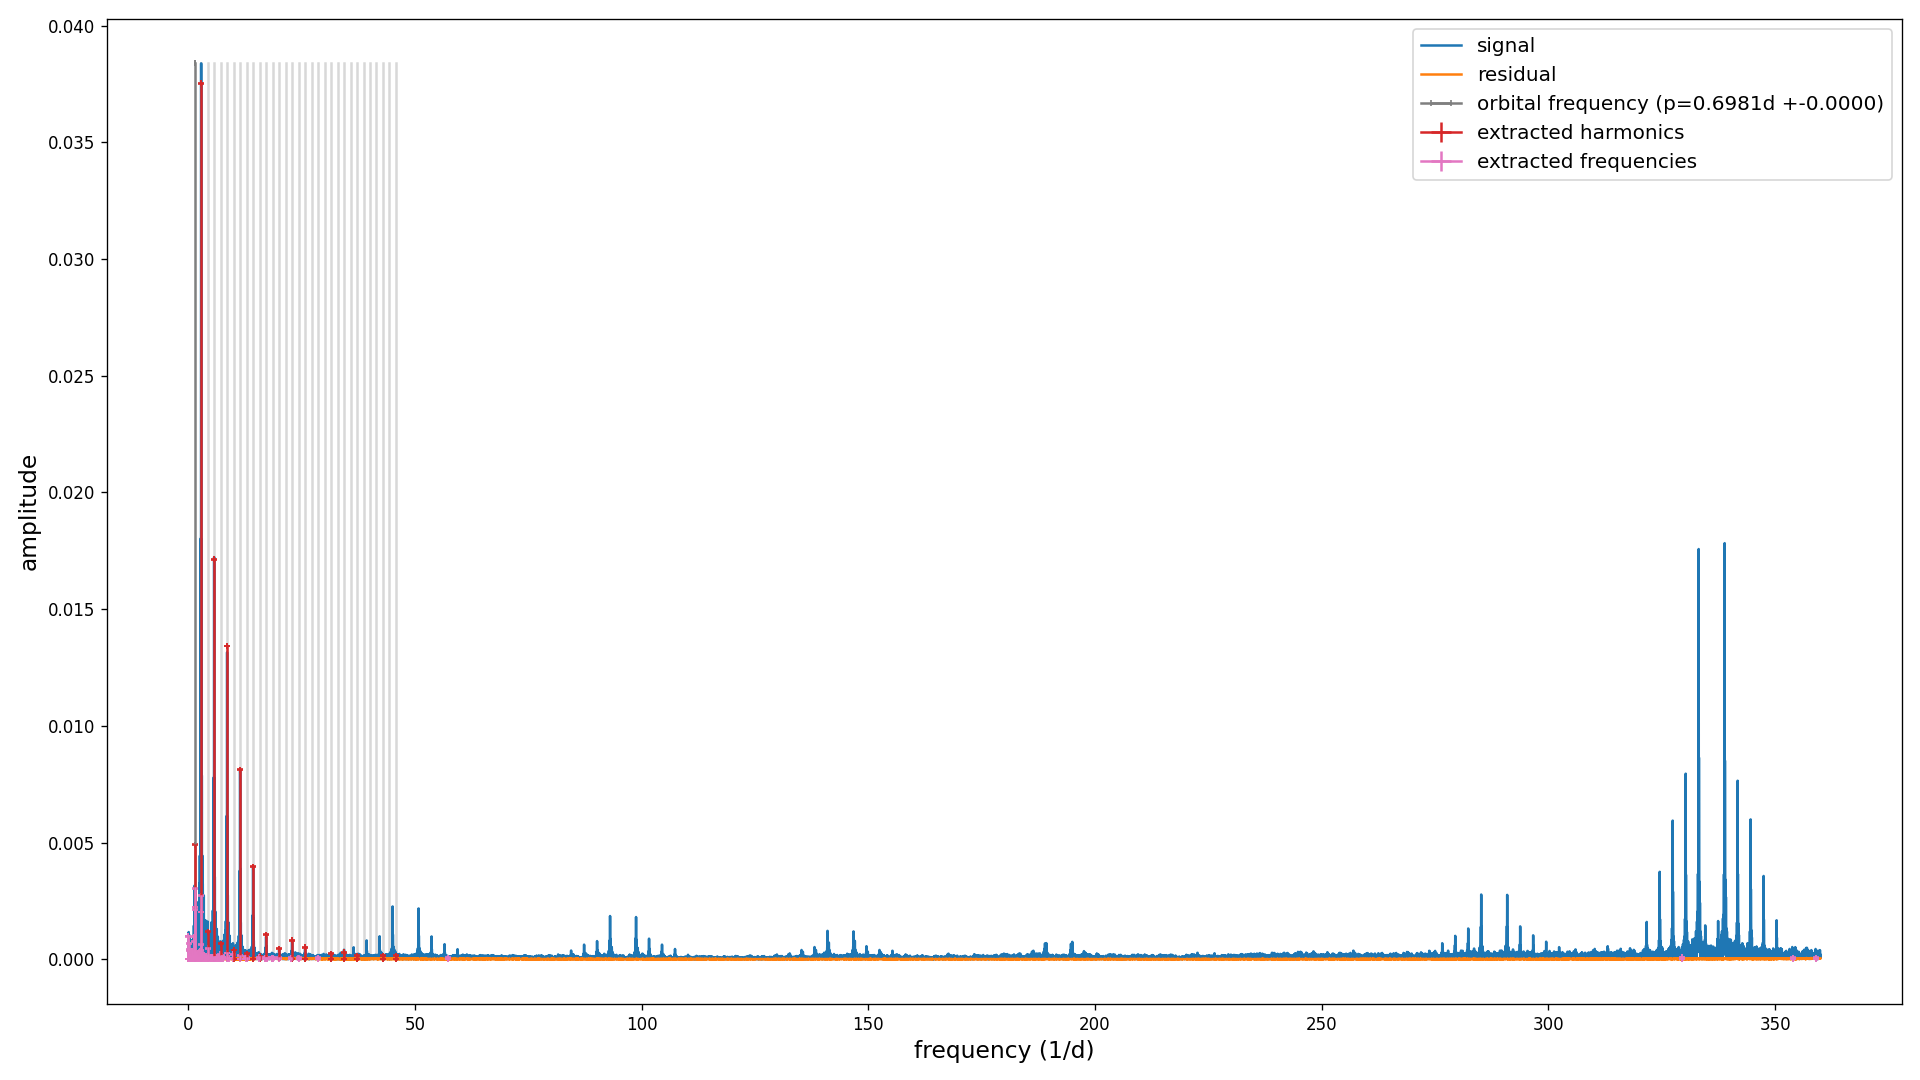 signal
residual
orbital frequency (p=0.6981d +-0.0000)
extracted harmonics
extracted frequencies
amplitude
0.040
0.035
0.030
0.025
0.020
0.015
0.010
0.005
0.000
0 50 100 150 200 250 300 350
frequency (1/d)